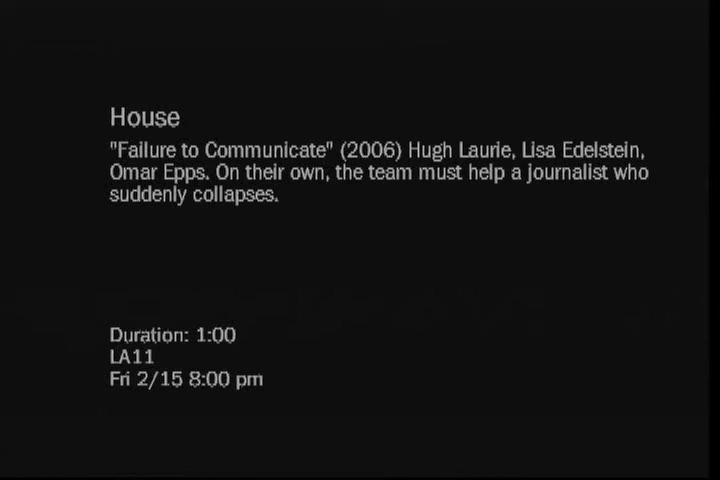 House
"Failure to Communicate" (2006) Hugh Laurie, Lisa Edelstein,
Omar Epps. On their own, the team must help a journalist who
suddenly collapses.
Duration: 1:00
LA11
Fri 2/15 8:00 pm